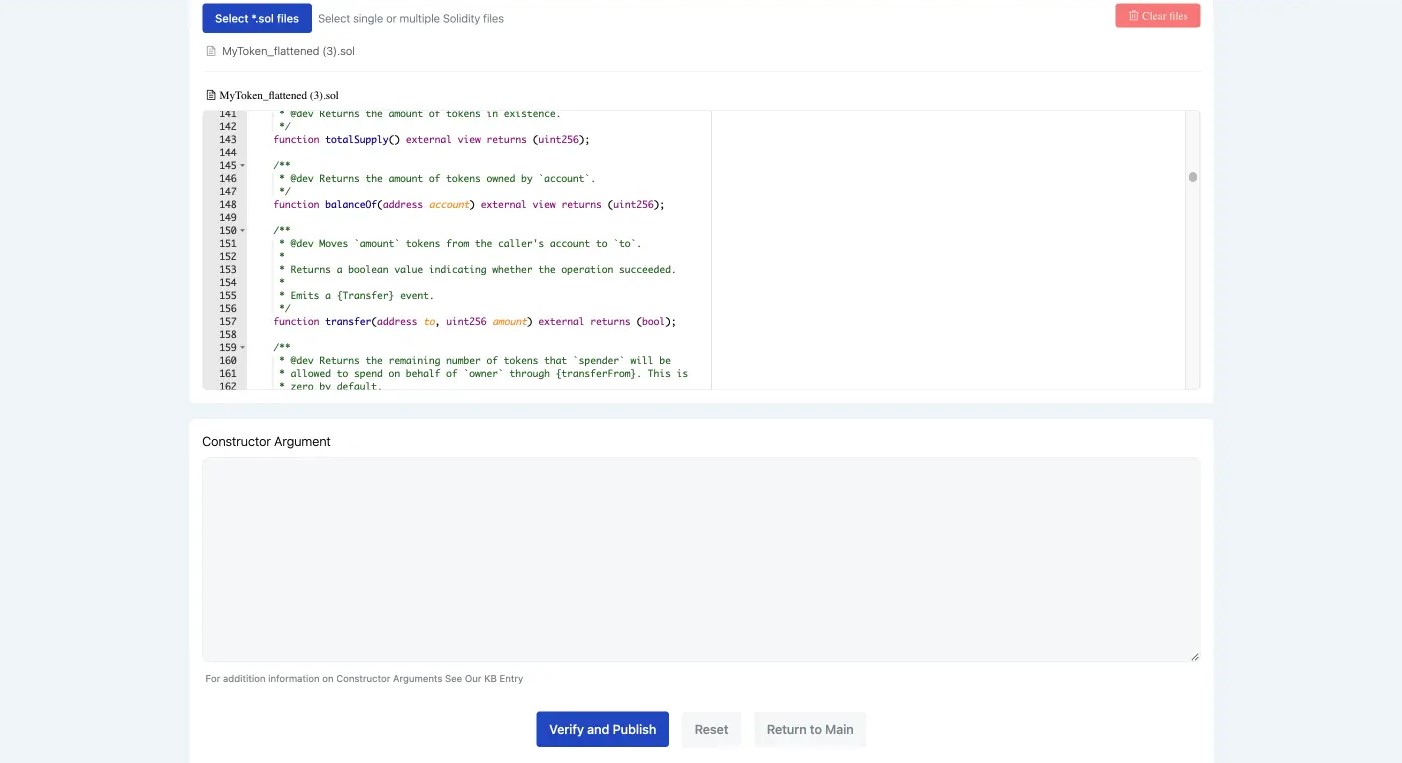 Select *.sol files Select single or multiple Solidity files Clear files
MyToken_flattened (3).sol
MyToken_flattened (3).sol
141 * @dev Returns the amount of tokens in existence.
142 */
143 function totalSupply() external view returns (uint256);
144
145 /**
146 * @dev Returns the amount of tokens owned by `account`.
147 */
148 function balanceOf(address account) external view returns (uint256);
149
150 /**
151 * @dev Moves `amount` tokens from the caller's account to `to`.
152 *
153 * Returns a boolean value indicating whether the operation succeeded.
154 *
155 * Emits a {Transfer} event.
156 */
157 function transfer(address to, uint256 amount) external returns (bool);
158
159 /**
160 * @dev Returns the remaining number of tokens that `spender` will be
161 * allowed to spend on behalf of `owner` through {transferFrom}. This is
162 * zero by default.
Constructor Argument
For additition information on Constructor Arguments See Our KB Entry
Verify and Publish Reset Return to Main